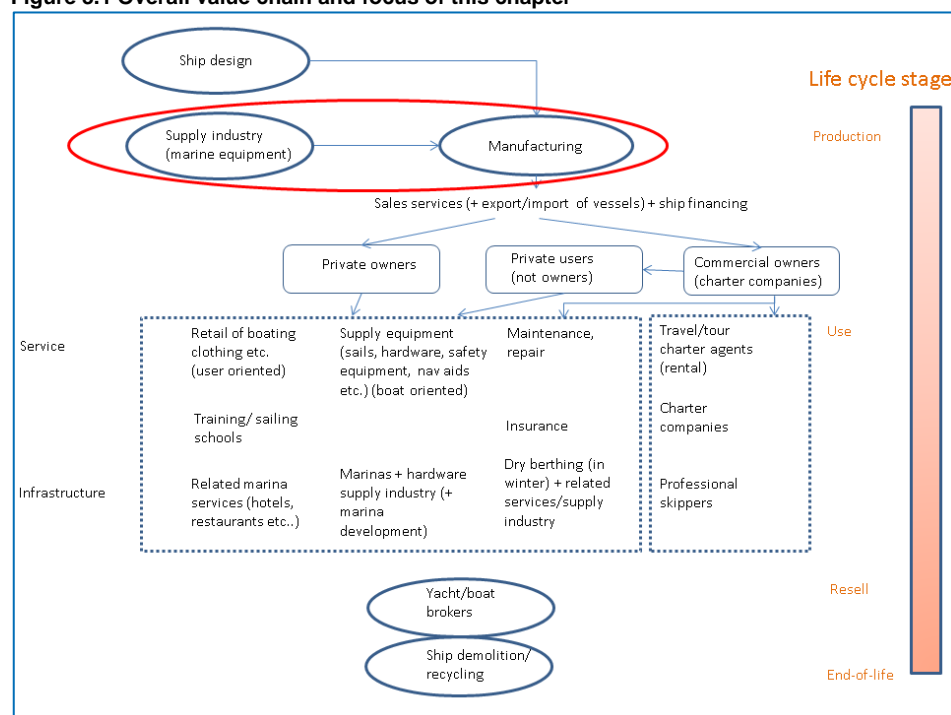 Figure 3.1 Overall value chain and focus of this chapter
Ship design
Life cycle stage
Supply industry
(marine equipment)
Manufacturing
Production
Sales services (+ export/import of vessels) + ship financing
Private owners
Private users
(not owners)
Commercial owners
(charter companies)
Service
Retail of boating
clothing etc.
(user oriented)
Supply equipment
(sails, hardware, safety
equipment, nav aids
etc.) (boat oriented)
Maintenance,
repair
Travel/tour
charter agents
(rental)
Use
Training/ sailing
schools
Insurance
Charter
companies
Infrastructure
Related marina
services (hotels,
restaurants etc..)
Marinas + hardware
supply industry (+
marina
development)
Dry berthing (in
winter) + related
services/supply
industry
Professional
skippers
Yacht/boat
brokers
Resell
Ship demolition/
recycling
End-of-life